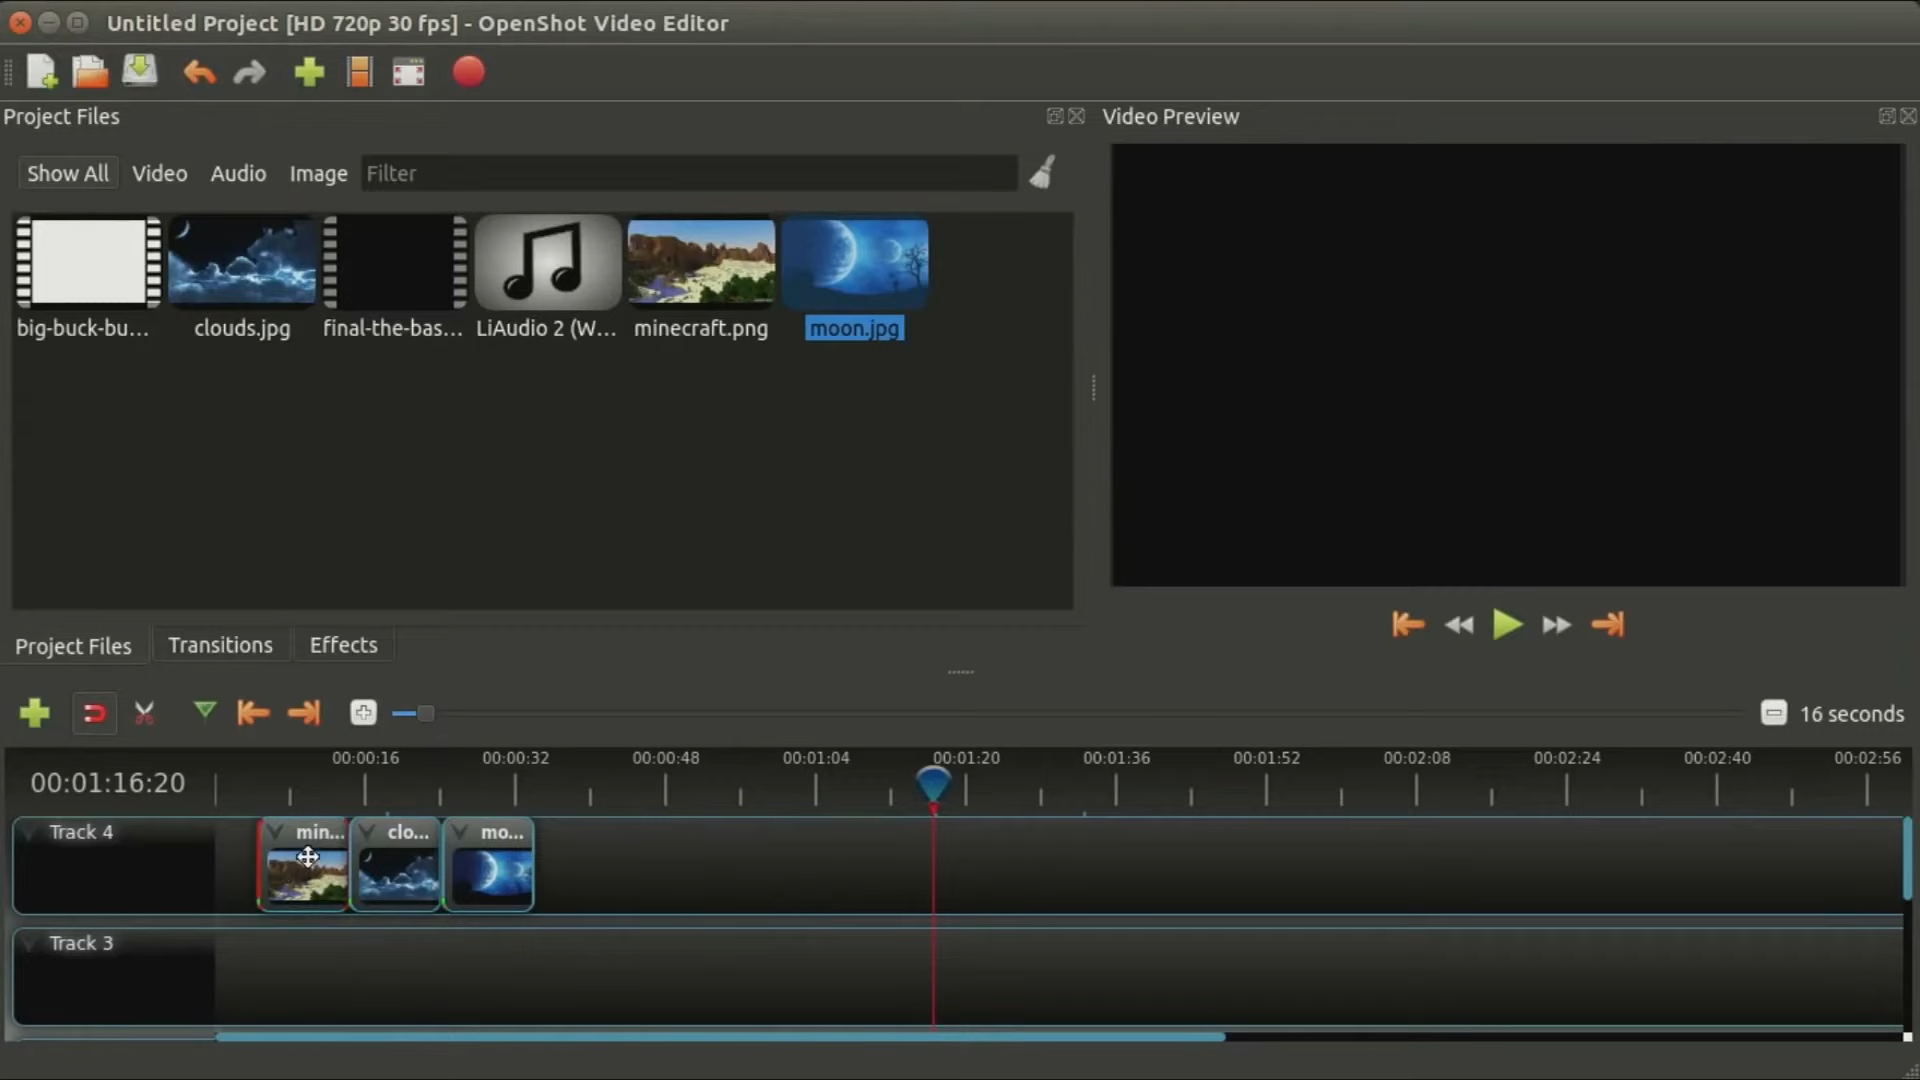 Untitled Project [HD 720p 30 fps] - OpenShot Video Editor
Project Files
Video Preview
Show All Video Audio Image Filter
big-buck-bu... clouds.jpg final-the-bas... LiAudio 2 (W... minecraft.png moon.jpg
Project Files Transitions Effects
16 seconds
00:00:16 00:00:32 00:00:48 00:01:04 00:01:20 00:01:36 00:01:52 00:02:08 00:02:24 00:02:40 00:02:56
00:01:16:20
Track 4 min... clo... mo...
Track 3